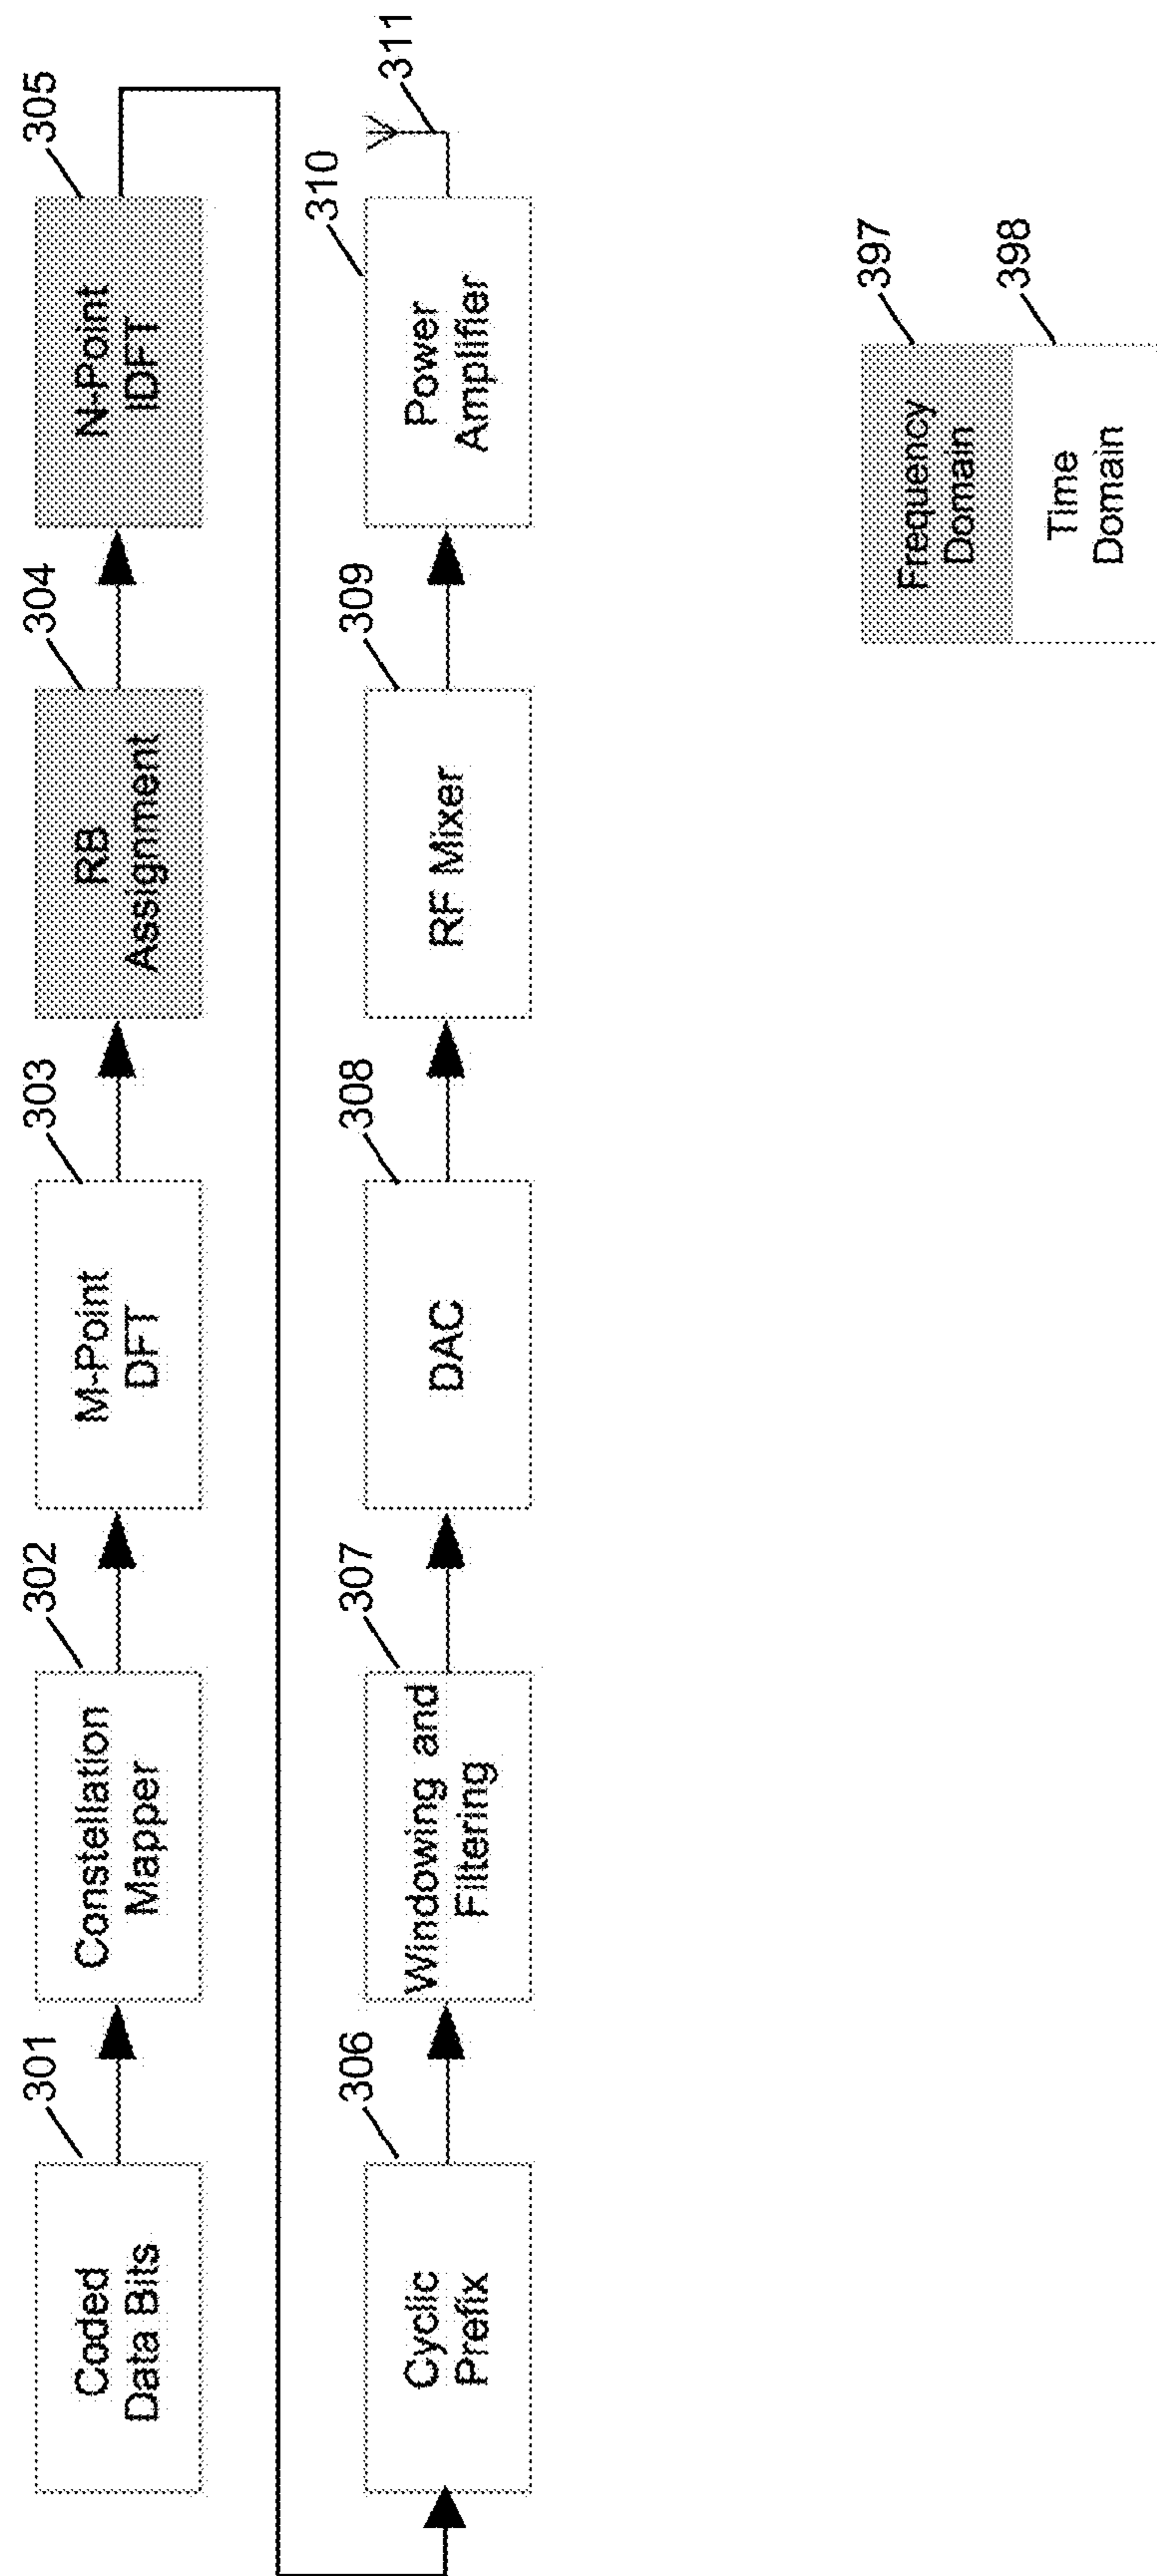 301
Coded
Data Bits
302
Constellation
Mapper
303
M-Point
DFT
304
RB
Assignment
305
N-Point
IDFT
306
Cyclic
Prefix
307
Windowing and
Filtering
308
DAC
309
RF Mixer
310
Power
Amplifier
311
397
Frequency
Domain
398
Time
Domain